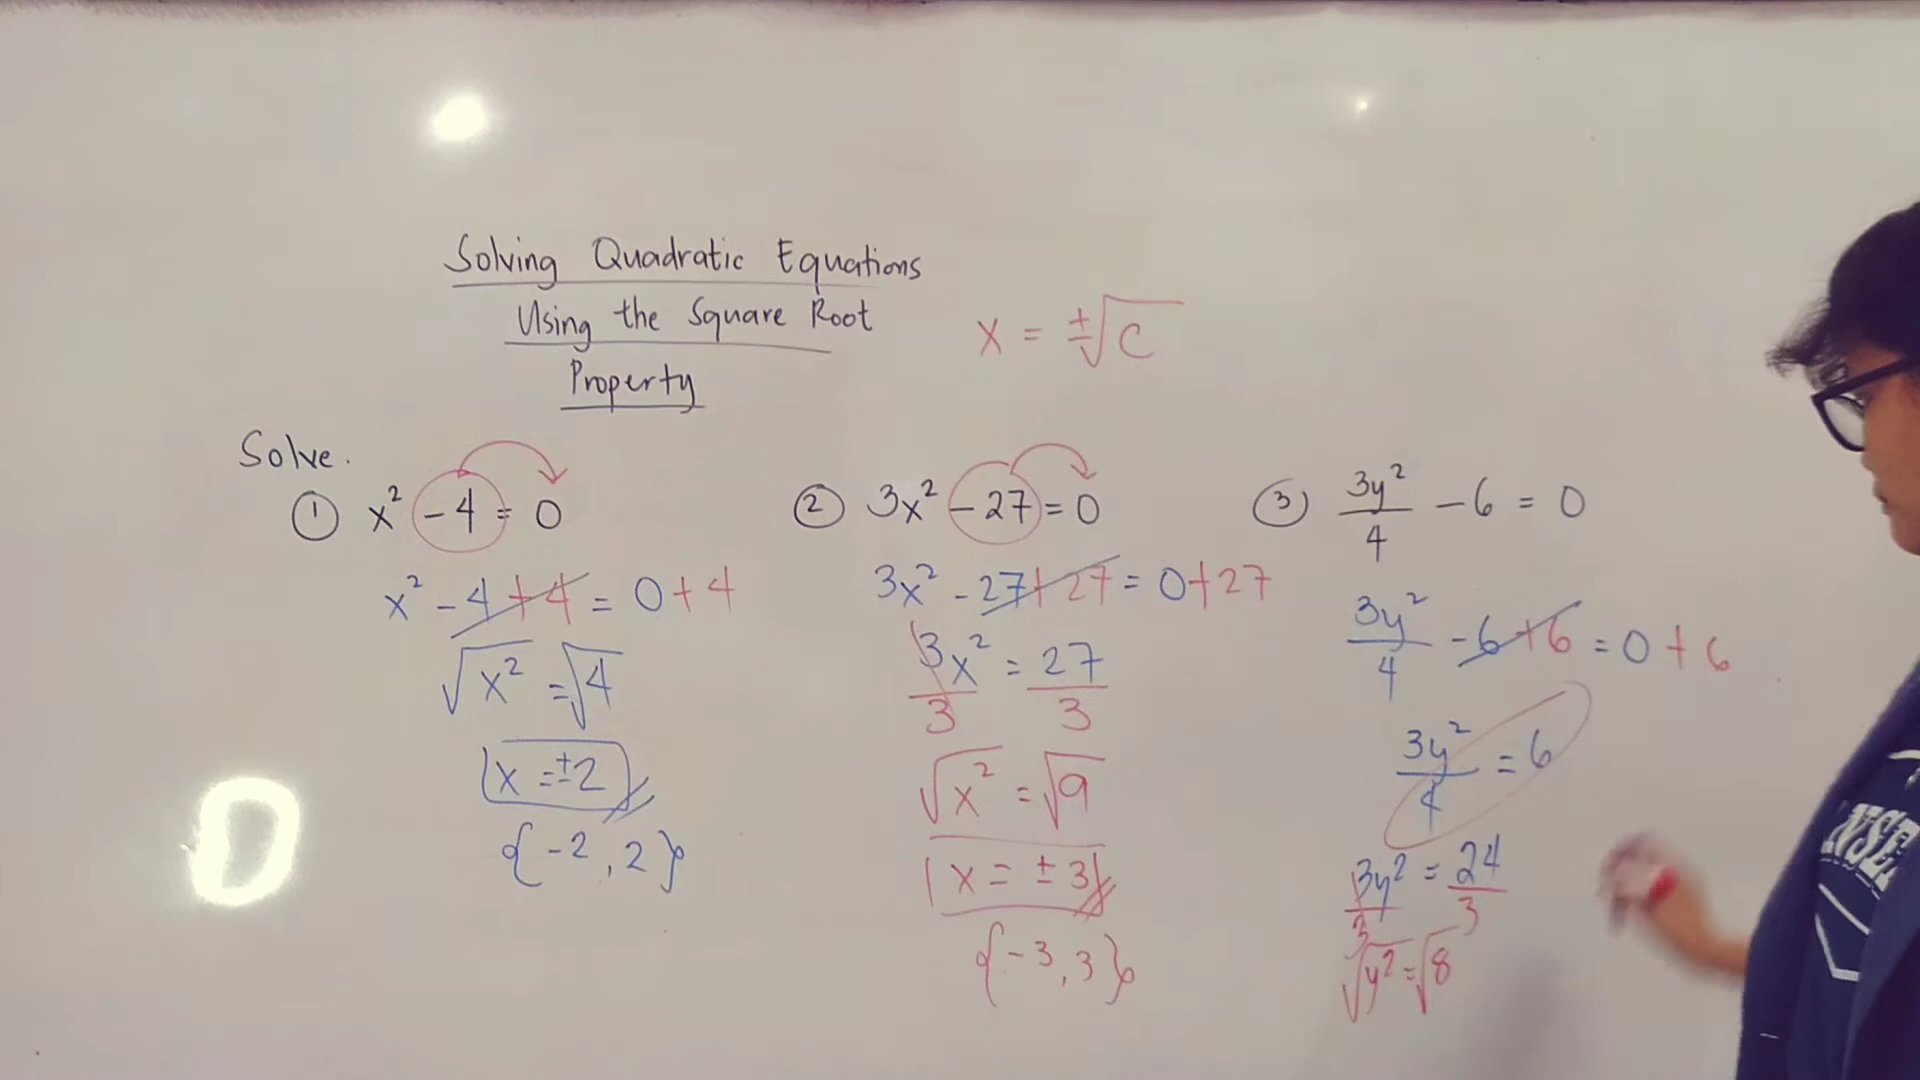 Solving Quadratic Equations
Using the Square Root
Property
x = ±√c
Solve.
① x² - 4 = 0
x² - 4 + 4 = 0 + 4
√x² = √4
x = ±2
{-2, 2}
② 3x² - 27 = 0
3x² - 27 + 27 = 0 + 27
3x²/3 = 27/3
√x² = √9
x = ±3
{-3, 3}
③ 3y²/4 - 6 = 0
3y²/4 - 6 + 6 = 0 + 6
3y²/4 = 6
3y²/3 = 24/3
√y² = √8